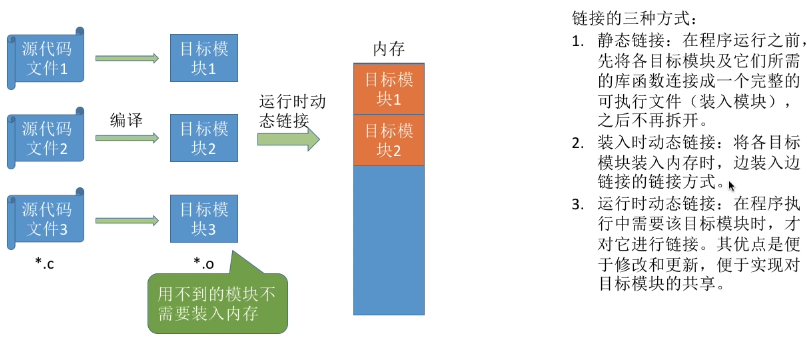 源代码
文件1
目标模
块1
源代码
文件2
编译
目标模
块2
运行时动
态链接
源代码
文件3
目标模
块3
*.c
*.o
用不到的模块不
需要装入内存
内存
目标模
块1
目标模
块2
链接的三种方式：
1. 静态链接：在程序运行之前，
先将各目标模块及它们所需
的库函数连接成一个完整的
可执行文件（装入模块），
之后不再拆开。
2. 装入时动态链接：将各目标
模块装入内存时，边装入边
链接的链接方式。
3. 运行时动态链接：在程序执
行中需要该目标模块时，才
对它进行链接。其优点是便
于修改和更新，便于实现对
目标模块的共享。